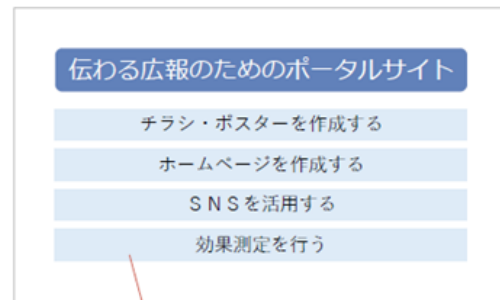 伝わる広報のためのポータルサイト
チラシ・ポスターを作成する
ホームページを作成する
ＳＮＳを活用する
効果測定を行う